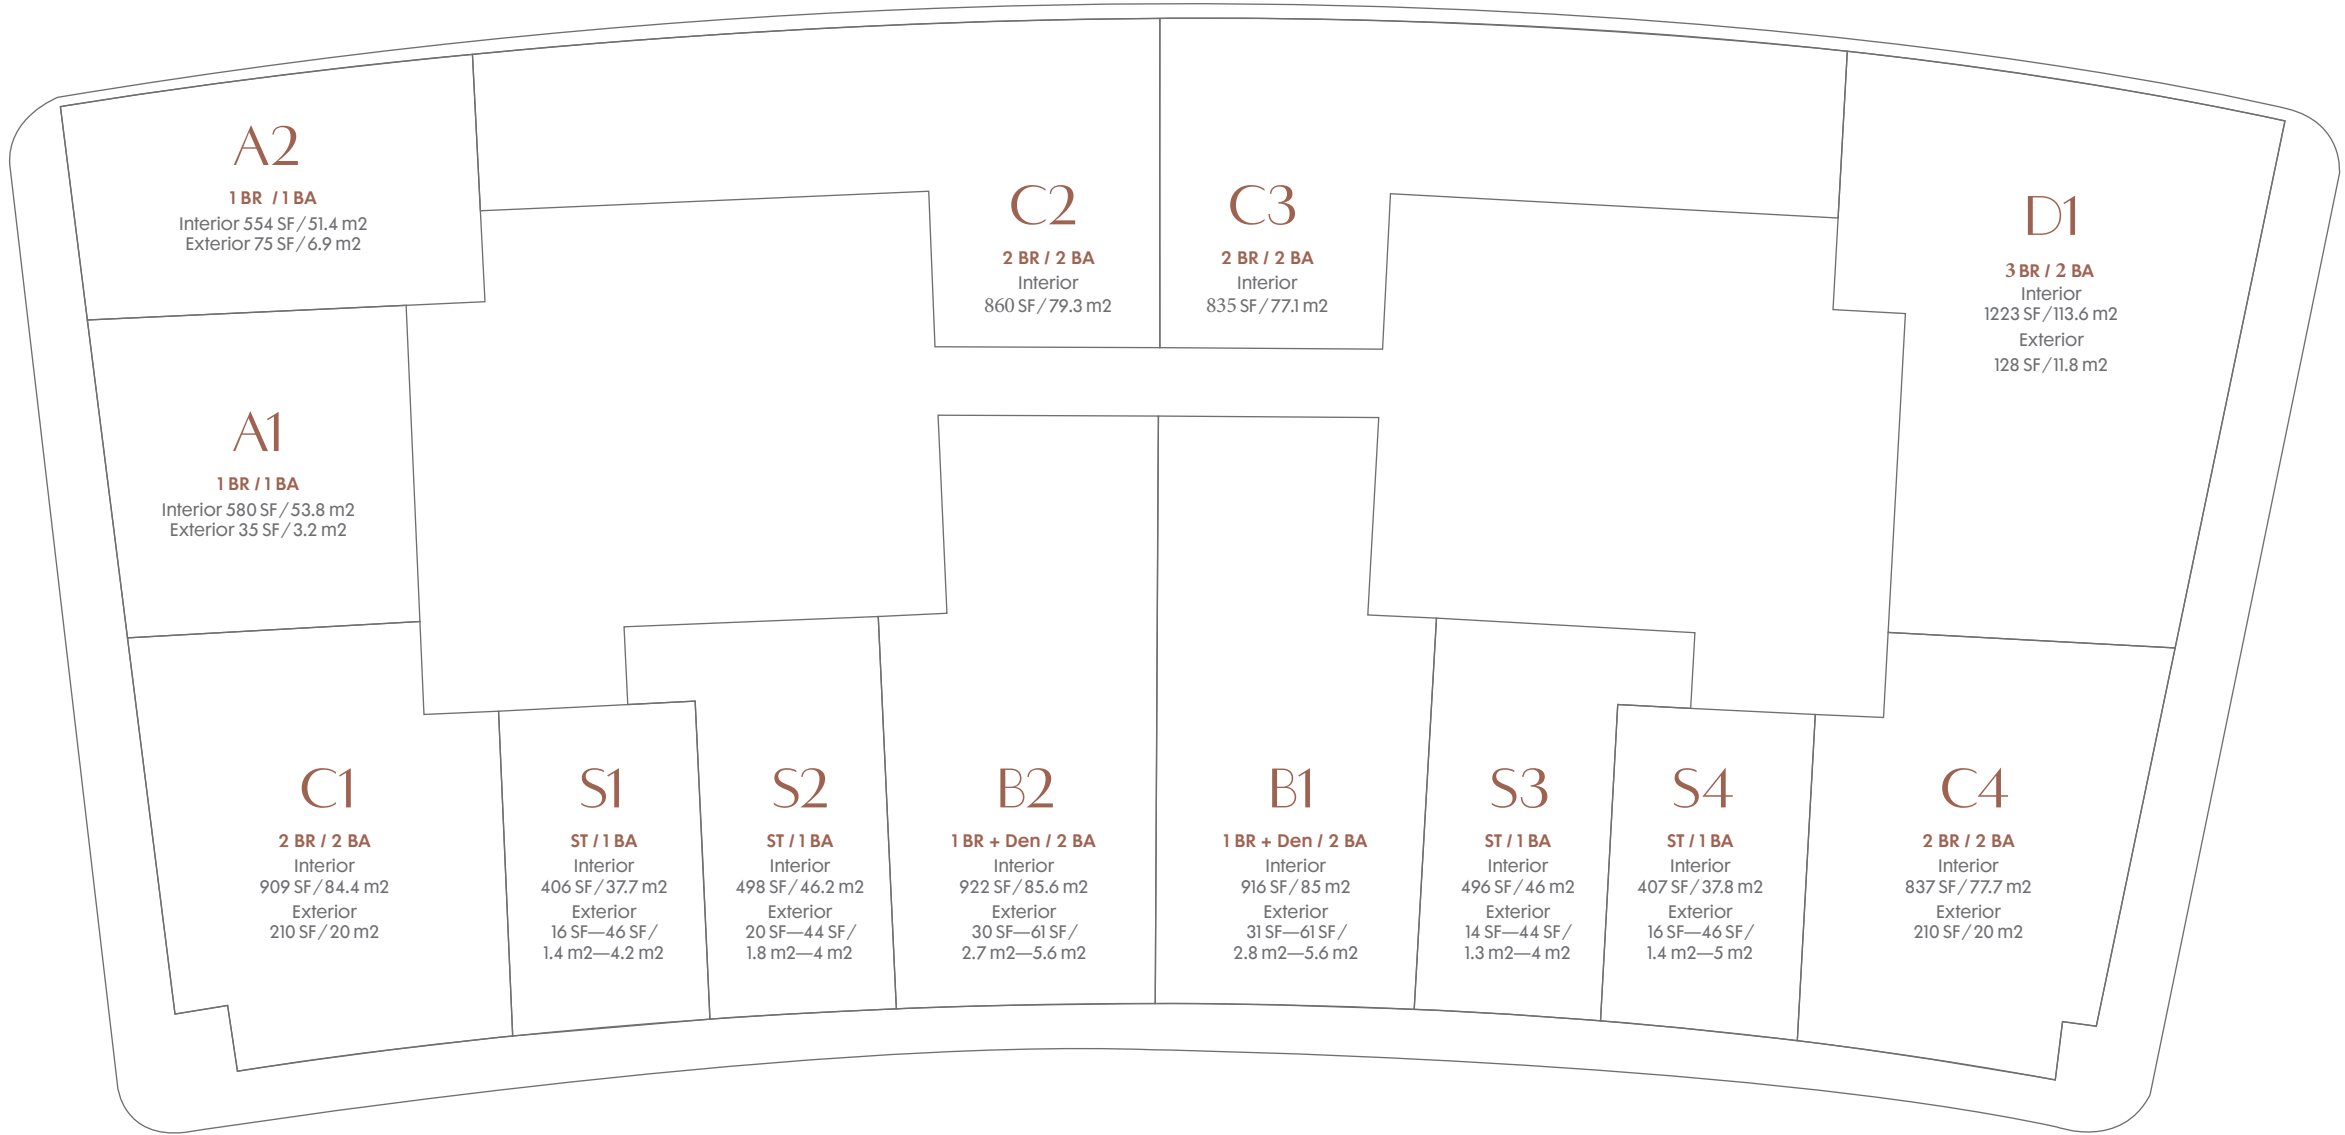 A2
1 BR / 1 BA
Interior 554 SF/51.4 m2
Exterior 75 SF/6.9 m2
C2
2 BR / 2 BA
Interior
860 SF/79.3 m2
C3
2 BR / 2 BA
Interior
835 SF/77.1 m2
D1
3 BR / 2 BA
Interior
1223 SF/113.6 m2
Exterior
128 SF/11.8 m2
A1
1 BR / 1 BA
Interior 580 SF/53.8 m2
Exterior 35 SF/3.2 m2
C1
2 BR / 2 BA
Interior
909 SF/84.4 m2
Exterior
210 SF/20 m2
S1
ST / 1 BA
Interior
406 SF/37.7 m2
Exterior
16 SF—46 SF/
1.4 m2—4.2 m2
S2
ST / 1 BA
Interior
498 SF/46.2 m2
Exterior
20 SF—44 SF/
1.8 m2—4 m2
B2
1 BR + Den / 2 BA
Interior
922 SF/85.6 m2
Exterior
30 SF—61 SF/
2.7 m2—5.6 m2
B1
1 BR + Den / 2 BA
Interior
916 SF/85 m2
Exterior
31 SF—61 SF/
2.8 m2—5.6 m2
S3
ST / 1 BA
Interior
496 SF/46 m2
Exterior
14 SF—44 SF/
1.3 m2—4 m2
S4
ST / 1 BA
Interior
407 SF/37.8 m2
Exterior
16 SF—46 SF/
1.4 m2—5 m2
C4
2 BR / 2 BA
Interior
837 SF/77.7 m2
Exterior
210 SF/20 m2